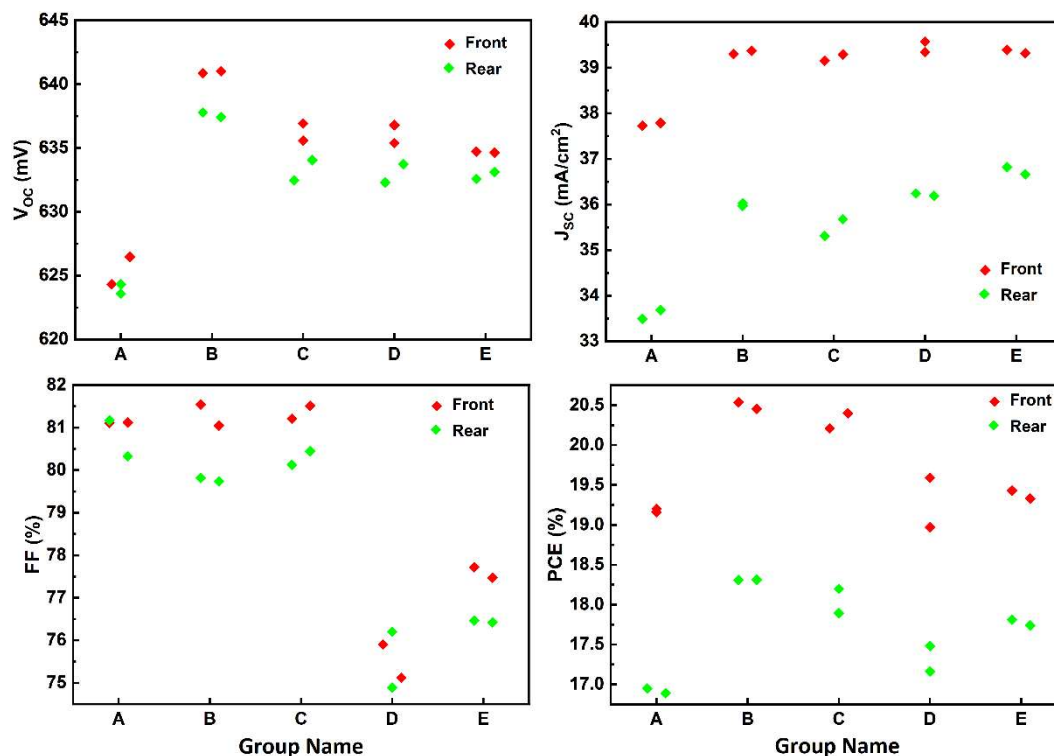 645
640
635
630
625
620
V_OC (mV)
Front
Rear
A B C D E
40
39
38
37
36
35
34
33
J_SC (mA/cm²)
Front
Rear
A B C D E
82
81
80
79
78
77
76
75
FF (%)
Front
Rear
A B C D E
Group Name
20.5
20.0
19.5
19.0
18.5
18.0
17.5
17.0
PCE (%)
Front
Rear
A B C D E
Group Name